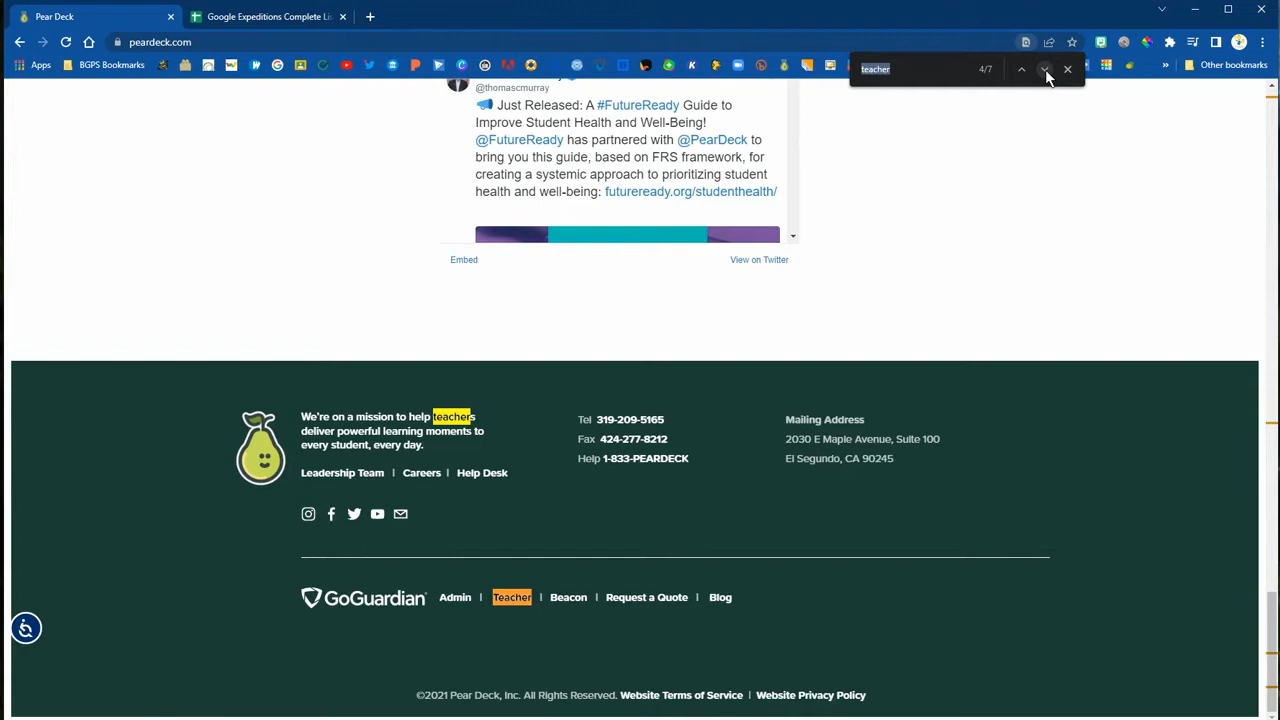 Pear Deck
Google Expeditions Complete Lis
peardeck.com
teacher
4/7
Apps
BGPS Bookmarks
Other bookmarks
@thomascmurray
Just Released: A #FutureReady Guide to
Improve Student Health and Well-Being!
@FutureReady has partnered with @PearDeck to
bring you this guide, based on FRS framework, for
creating a systemic approach to prioritizing student
health and well-being: futureready.org/studenthealth/
Embed
View on Twitter
We're on a mission to help teachers
deliver powerful learning moments to
every student, every day.
Leadership Team | Careers | Help Desk
Tel 319-209-5165
Fax 424-277-8212
Help 1-833-PEARDECK
Mailing Address
2030 E Maple Avenue, Suite 100
El Segundo, CA 90245
GoGuardian Admin | Teacher | Beacon | Request a Quote | Blog
©2021 Pear Deck, Inc. All Rights Reserved. Website Terms of Service | Website Privacy Policy